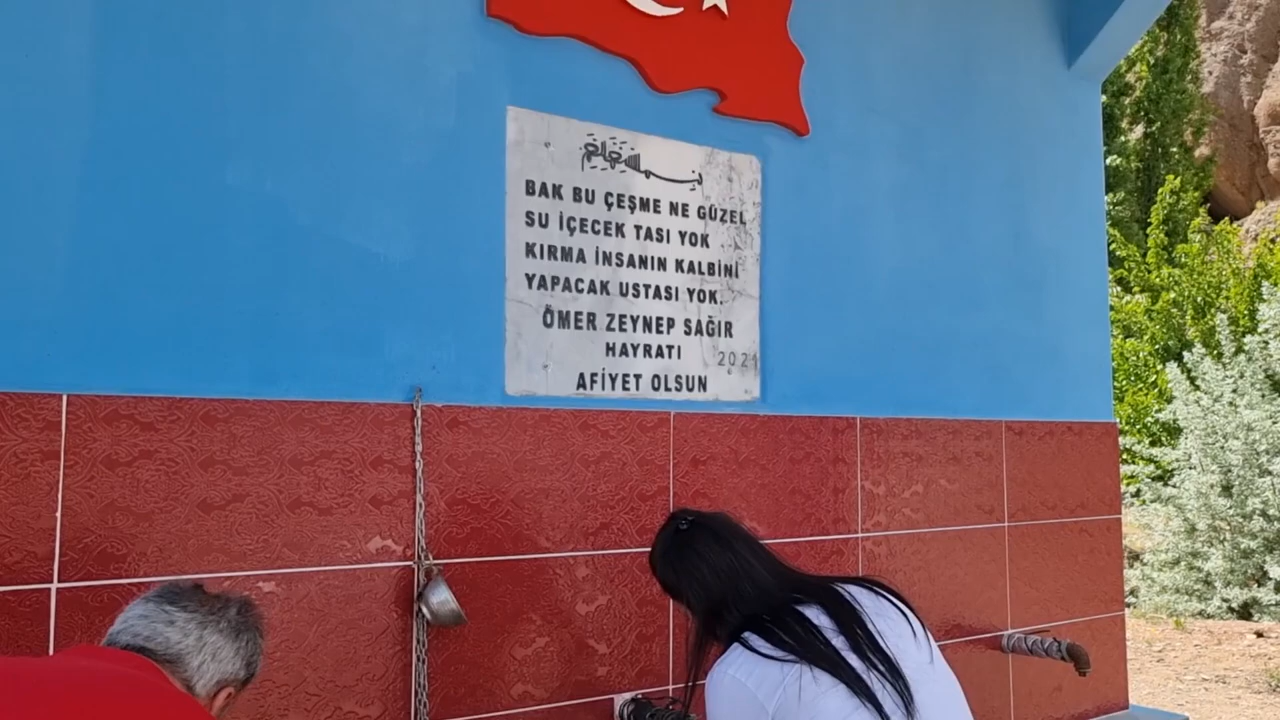 BAK BU ÇEŞME NE GÜZEL
SU İÇECEK TASI YOK
KIRMA İNSANIN KALBİNİ
YAPACAK USTASI YOK.
ÖMER ZEYNEP SAĞIR
HAYRATI 2021
AFİYET OLSUN